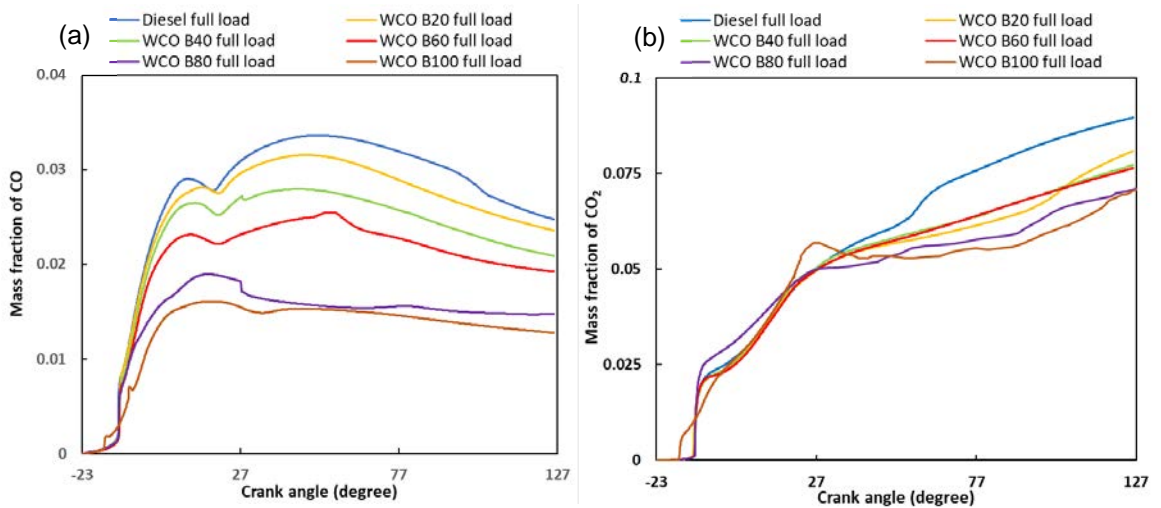 (a)
Diesel full load
WCO B20 full load
WCO B40 full load
WCO B60 full load
WCO B80 full load
WCO B100 full load
0.04
0.03
0.02
0.01
0
Mass fraction of CO
-23
27
77
127
Crank angle (degree)
(b)
Diesel full load
WCO B20 full load
WCO B40 full load
WCO B60 full load
WCO B80 full load
WCO B100 full load
0.1
0.075
0.05
0.025
0
Mass fraction of CO₂
-23
27
77
127
Crank angle (degree)